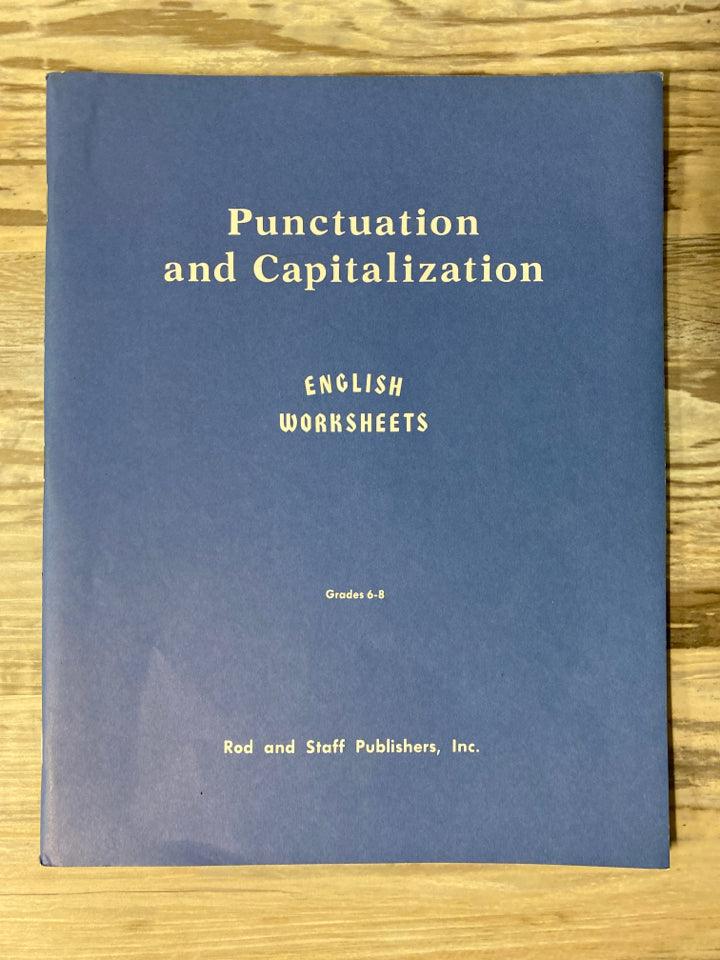 Punctuation
and Capitalization
ENGLISH
WORKSHEETS
Grades 6-8
Rod and Staff Publishers, Inc.